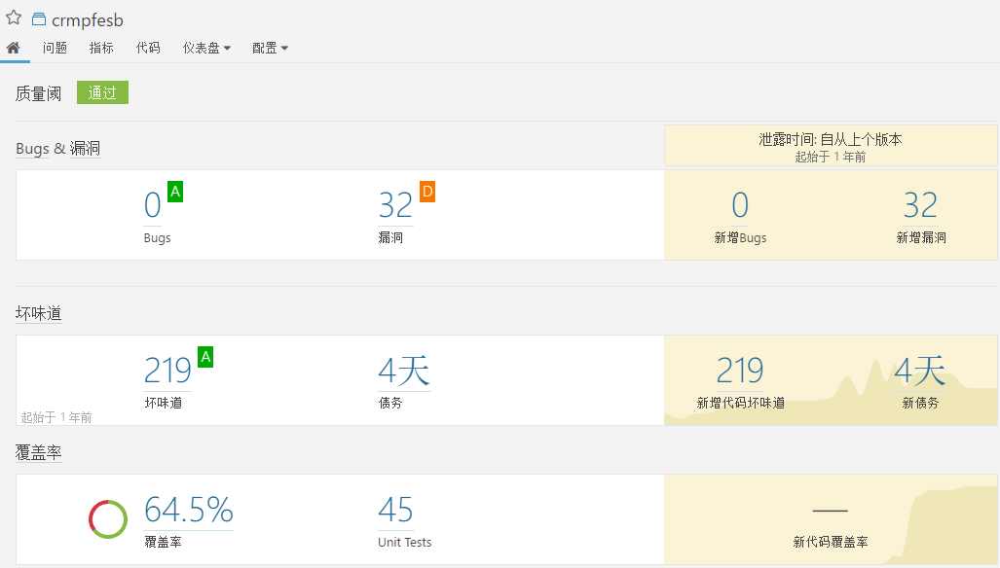 crmpfesb
问题 指标 代码 仪表盘 配置
质量阈 通过
Bugs & 漏洞
泄露时间: 自从上个版本
起始于 1 年前
0 A 32 D 0 32
Bugs 漏洞 新增Bugs 新增漏洞
坏味道
219 A 4天 219 4天
坏味道 债务 新增代码坏味道 新债务
起始于 1 年前
覆盖率
64.5% 45 —
覆盖率 Unit Tests 新代码覆盖率